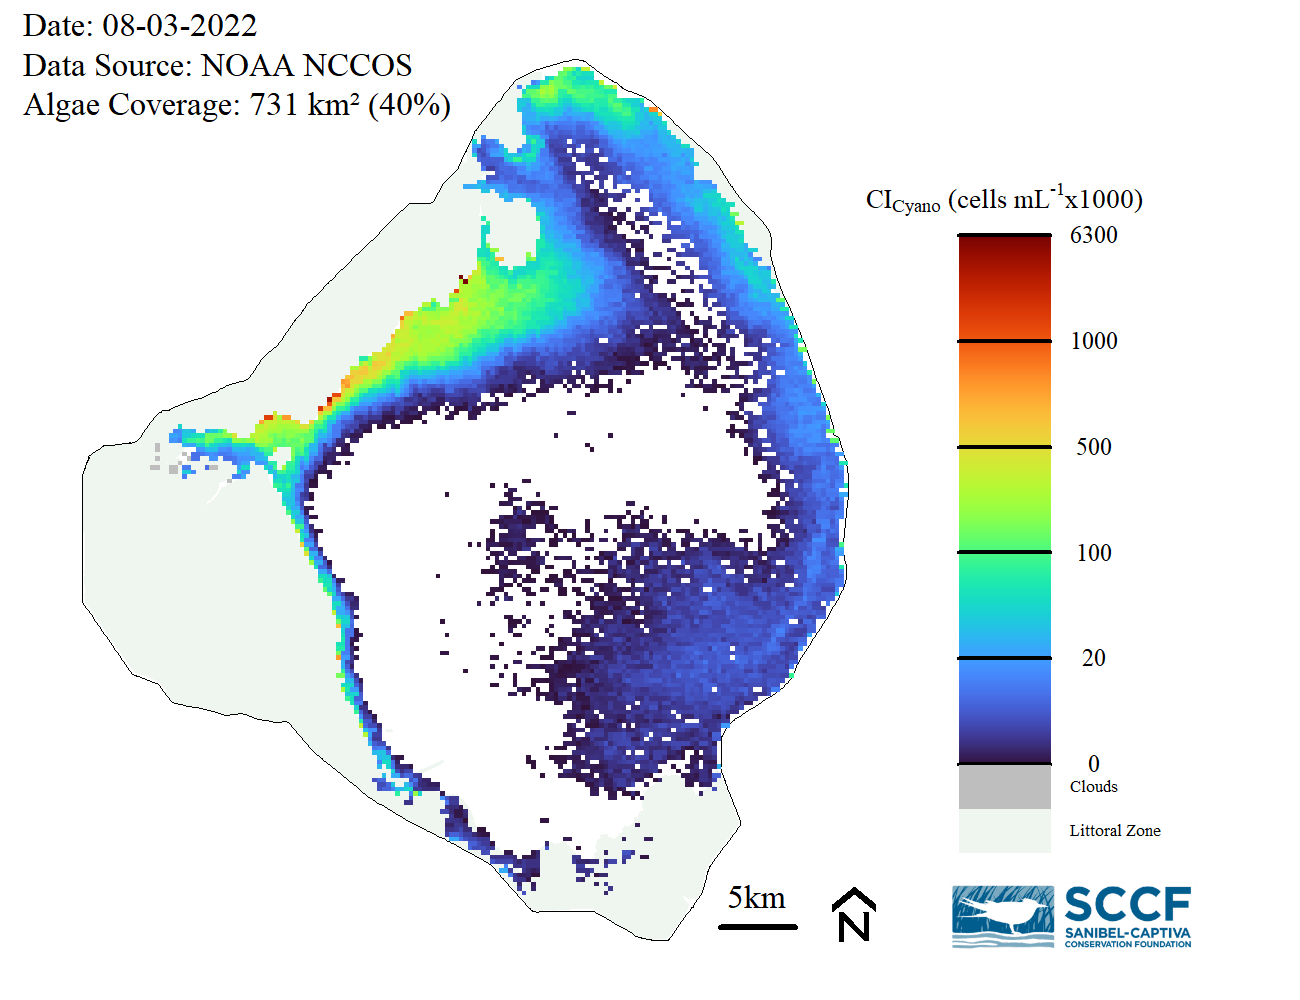 Date: 08-03-2022
Data Source: NOAA NCCOS
Algae Coverage: 731 km² (40%)
CICyano (cells mL-1x1000)
6300
1000
500
100
20
0
Clouds
Littoral Zone
5km
N
SCCF
SANIBEL-CAPTIVA
CONSERVATION FOUNDATION